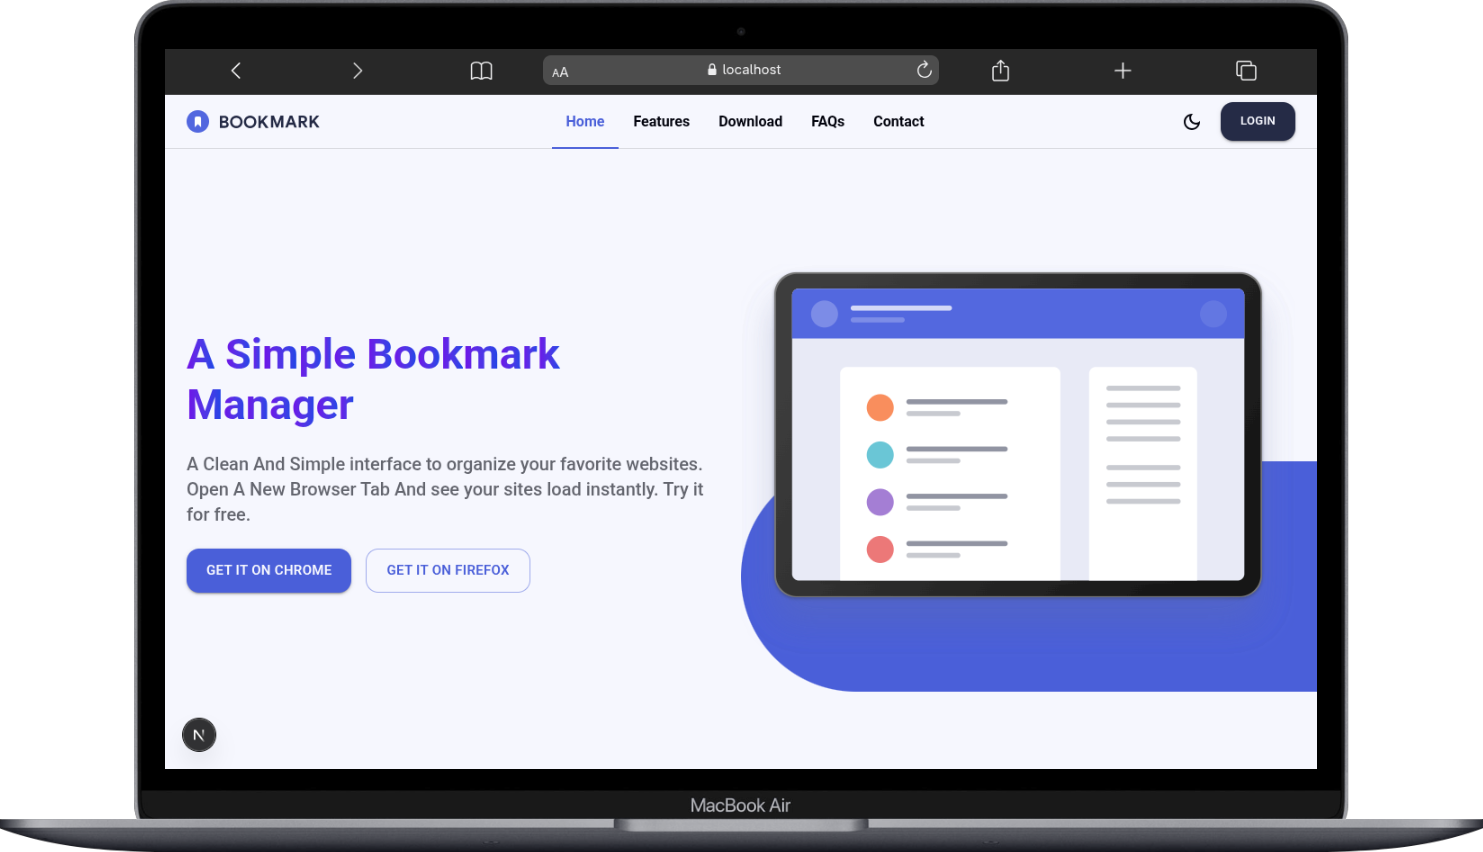 AA localhost
BOOKMARK
Home Features Download FAQs Contact
LOGIN
A Simple Bookmark
Manager
A Clean And Simple interface to organize your favorite websites.
Open A New Browser Tab And see your sites load instantly. Try it
for free.
GET IT ON CHROME GET IT ON FIREFOX
N
MacBook Air